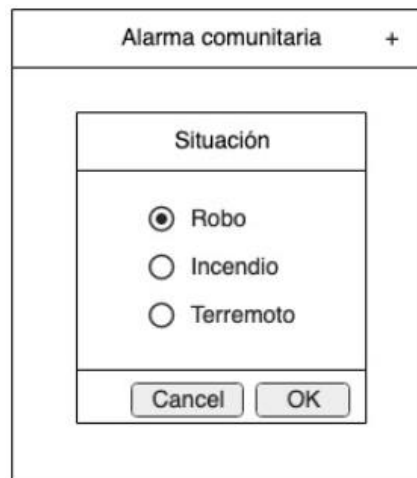 Alarma comunitaria +
Situación
Robo
Incendio
Terremoto
Cancel OK